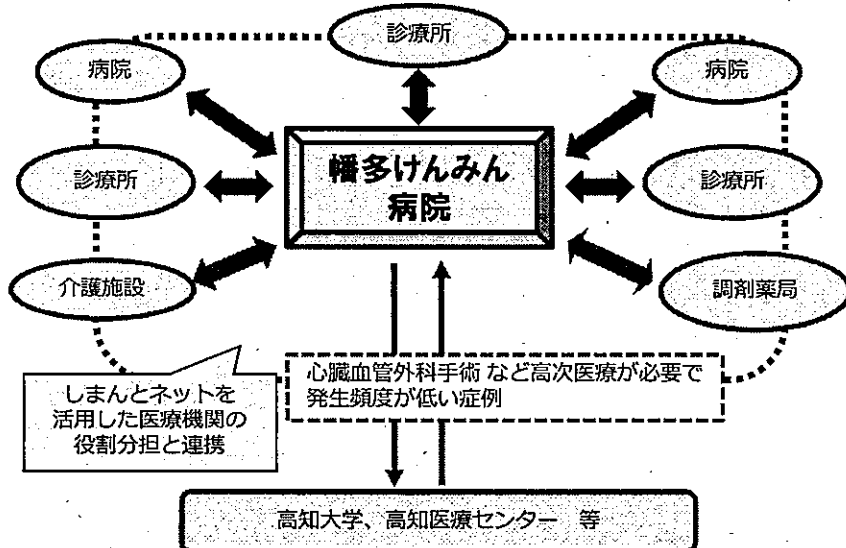 診療所
病院
病院
幡多けんみん
病院
診療所
診療所
介護施設
調剤薬局
しまんとネットを
活用した医療機関の
役割分担と連携
心臓血管外科手術 など高次医療が必要で
発生頻度が低い症例
高知大学、高知医療センター 等